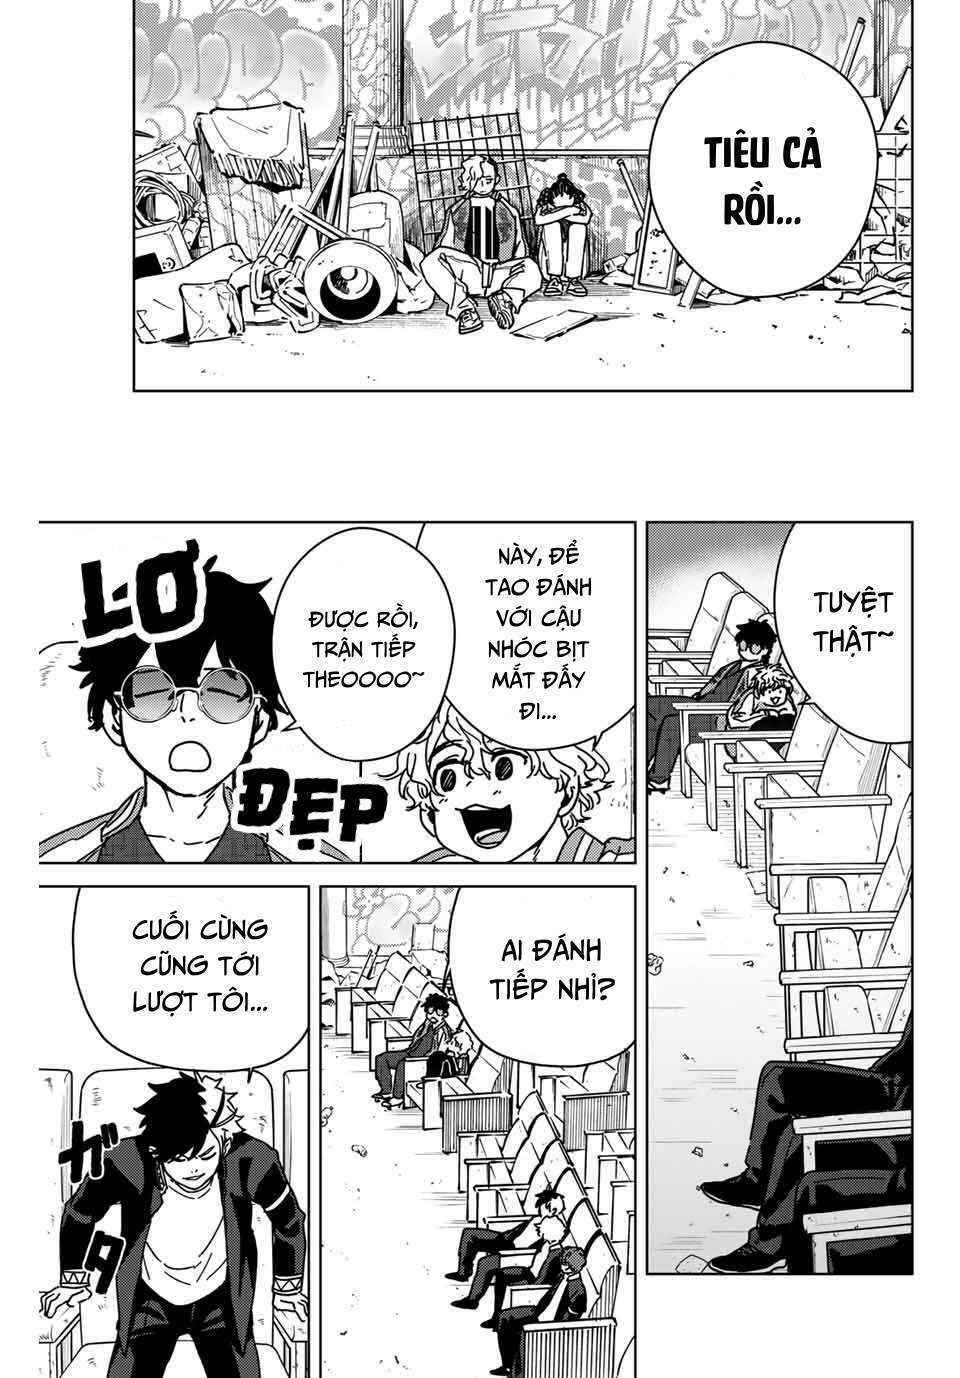 TIÊU CẢ
RỒI...
TUYỆT
THẬT~
NÀY, ĐỂ
TAO ĐÁNH
VỚI CẬU
NHÓC BỊT
MẮT ĐẤY
ĐI...
ĐƯỢC RỒI,
TRẬN TIẾP
THEOOOO~
LƠ
ĐẸP
AI ĐÁNH
TIẾP NHỈ?
CUỐI CÙNG
CŨNG TỚI
LƯỢT TÔI...
ガ
タ